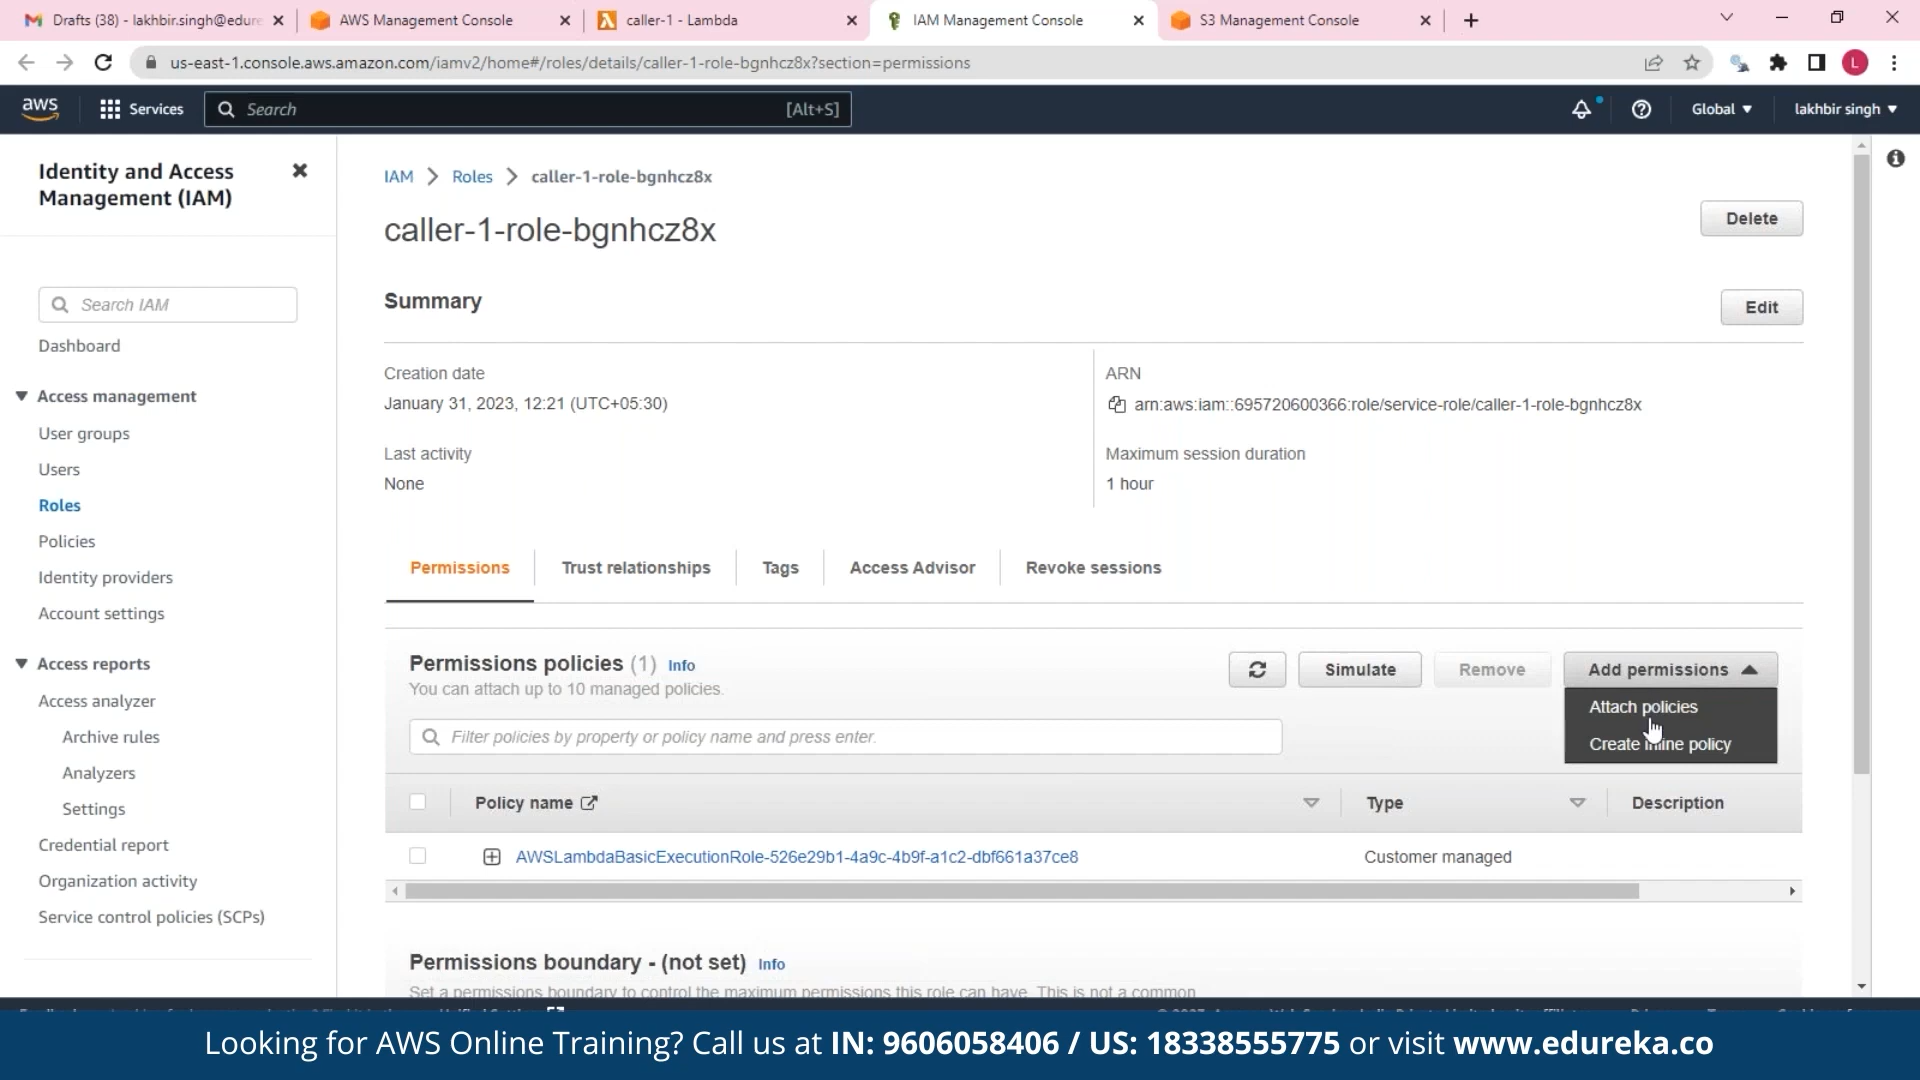 Drafts (38) - lakhbir.singh@edure
AWS Management Console
caller-1 - Lambda
IAM Management Console
S3 Management Console
us-east-1.console.aws.amazon.com/iamv2/home#/roles/details/caller-1-role-bgnhcz8x?section=permissions
L
aws
Services
Search
[Alt+S]
Global
lakhbir singh
Identity and Access
Management (IAM)
Search IAM
Dashboard
Access management
User groups
Users
Roles
Policies
Identity providers
Account settings
Access reports
Access analyzer
Archive rules
Analyzers
Settings
Credential report
Organization activity
Service control policies (SCPs)
IAM > Roles > caller-1-role-bgnhcz8x
caller-1-role-bgnhcz8x
Delete
Summary
Edit
Creation date
January 31, 2023, 12:21 (UTC+05:30)
ARN
arn:aws:iam::695720600366:role/service-role/caller-1-role-bgnhcz8x
Last activity
None
Maximum session duration
1 hour
Permissions
Trust relationships
Tags
Access Advisor
Revoke sessions
Permissions policies (1) Info
You can attach up to 10 managed policies.
Simulate
Remove
Add permissions
Attach policies
Create inline policy
Filter policies by property or policy name and press enter.
Policy name
Type
Description
AWSLambdaBasicExecutionRole-526e29b1-4a9c-4b9f-a1c2-dbf661a37ce8
Customer managed
Permissions boundary - (not set) Info
Set a permissions boundary to control the maximum permissions this role can have. This is not a common
Looking for AWS Online Training? Call us at IN: 9606058406 / US: 18338555775 or visit www.edureka.co